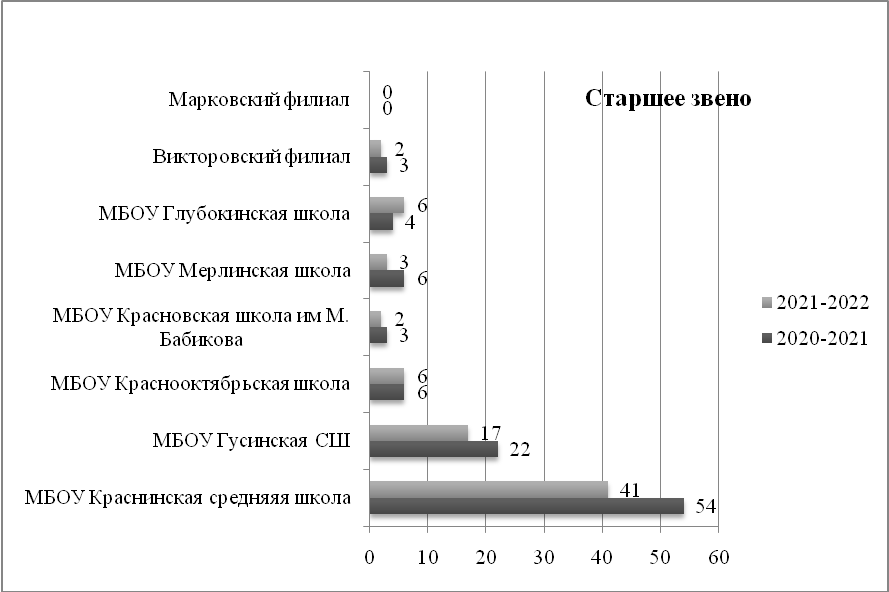 Старшее звено
Марковский филиал
0
0
Викторовский филиал
2
3
МБОУ Глубокинская школа
6
4
МБОУ Мерлинская школа
3
6
МБОУ Красновская школа им М.
Бабикова
2
3
МБОУ Краснооктябрьская школа
6
6
МБОУ Гусинская СШ
17
22
МБОУ Краснинская средняяя школа
41
54
0 10 20 30 40 50 60
2021-2022
2020-2021